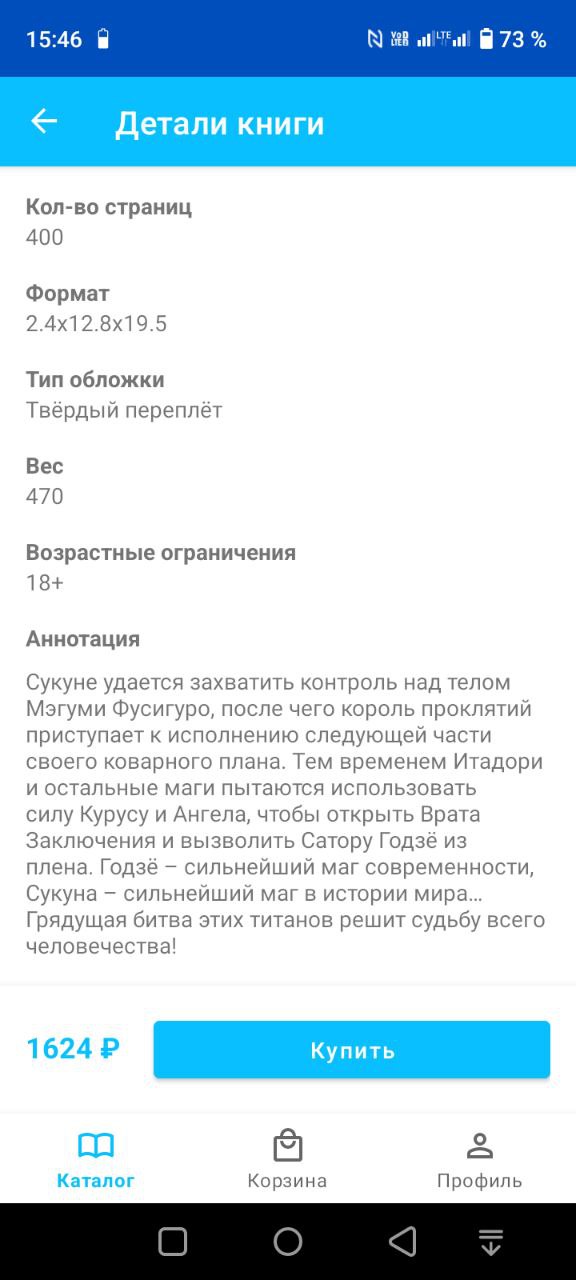 15:46
VoD
LTE
73 %
Детали книги
Кол-во страниц
400
Формат
2.4x12.8x19.5
Тип обложки
Твёрдый переплёт
Вес
470
Возрастные ограничения
18+
Аннотация
Сукуне удается захватить контроль над телом
Мэгуми Фусигуро, после чего король проклятий
приступает к исполнению следующей части
своего коварного плана. Тем временем Итадори
и остальные маги пытаются использовать
силу Курусу и Ангела, чтобы открыть Врата
Заключения и вызволить Сатору Годзё из
плена. Годзё – сильнейший маг современности,
Сукуна – сильнейший маг в истории мира...
Грядущая битва этих титанов решит судьбу всего
человечества!
1624 ₽
Купить
Каталог
Корзина
Профиль